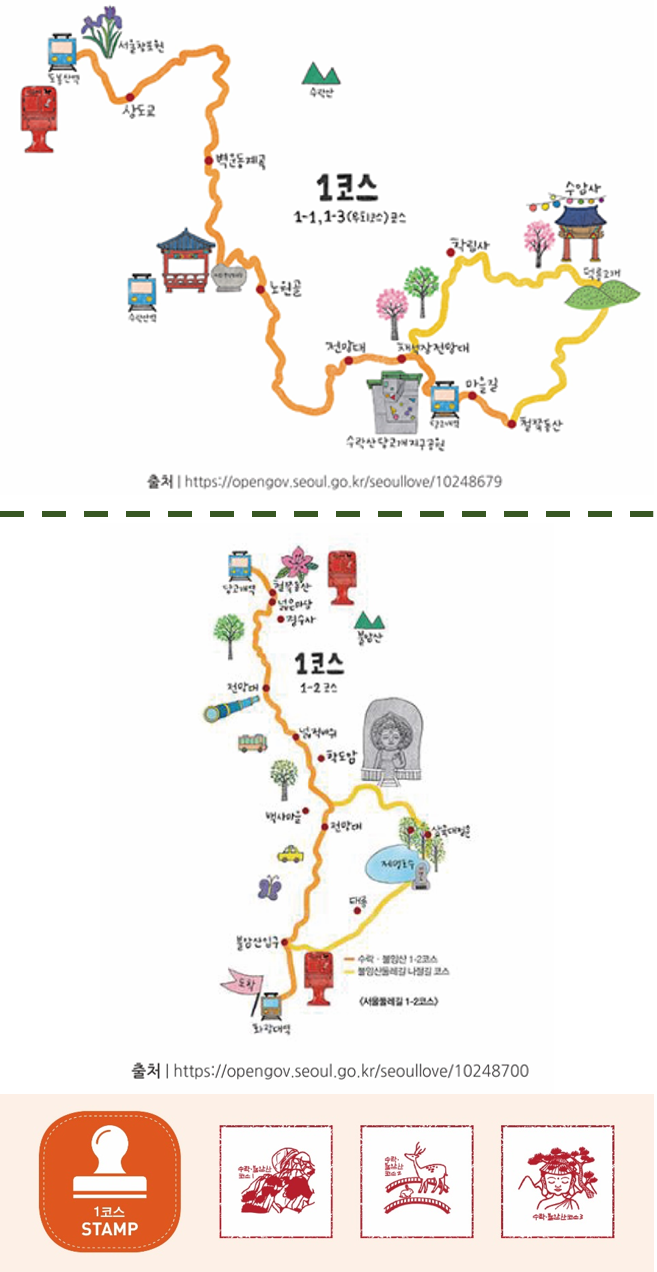 서울창포원
도봉산역
상도교
수락산
벽운동계곡
1코스
1-1, 1-3(우회코스)코스
수암사
학림사
덕릉고개
노원골
수락산역
전망대
채석장전망대
마을길
당고개역
철쭉동산
수락산당고개지구공원
출처 | https://opengov.seoul.go.kr/seoullove/10248679
당고개역
철쭉동산
넓은마당
정수사
불암산
1코스
1-2코스
전망대
넓적바위
학도암
백사마을
전망대
삼육대정문
제명호수
태릉
불암산입구
수락·불암산 1-2코스
불암산둘레길 나절길 코스
도착
《서울둘레길 1-2코스》
화랑대역
출처 | https://opengov.seoul.go.kr/seoullove/10248700
1코스
STAMP
수락·불암산
코스1
수락·
불암산
코스2
수락·불암산코스3